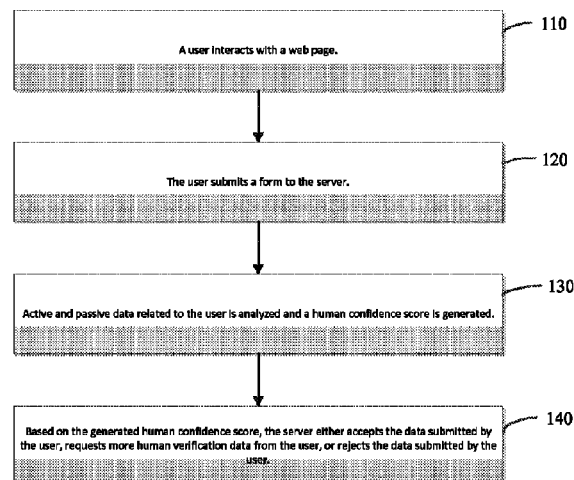 A user interacts with a web page.
110
The user submits a form to the server.
120
Active and passive data related to the user is analyzed and a human confidence score is generated.
130
Based on the generated human confidence score, the server either accepts the data submitted by
the user, requests more human verification data from the user, or rejects the data submitted by the
user.
140